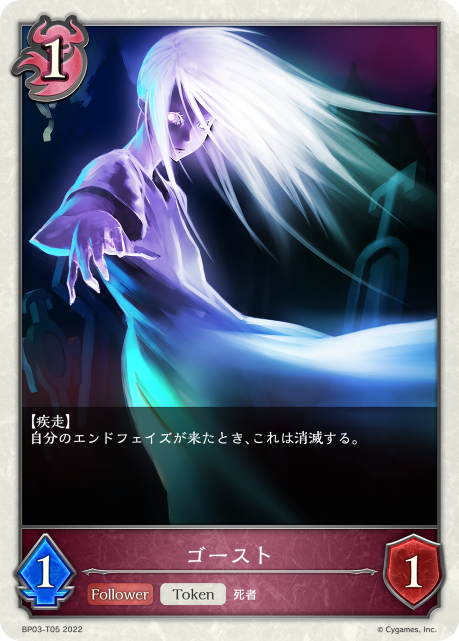 1
【疾走】
自分のエンドフェイズが来たとき、これは消滅する。
ゴースト
1
Follower Token 死者
1
BP03-T05 2022
© Cygames, Inc.